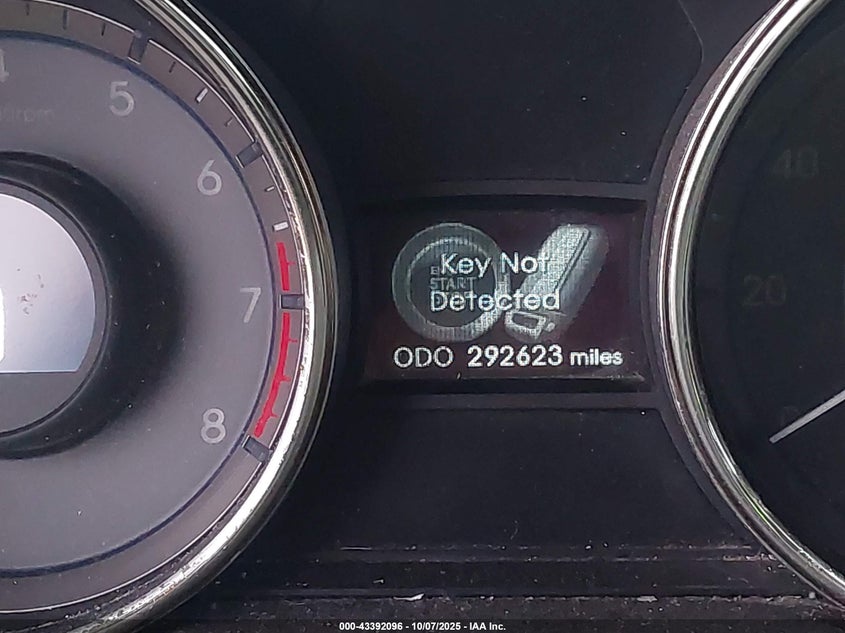 5
6
7
8
Key Not
Detected
START
ODO 292623 miles
40
20
000-43392096 - 10/07/2025 - IAA Inc.